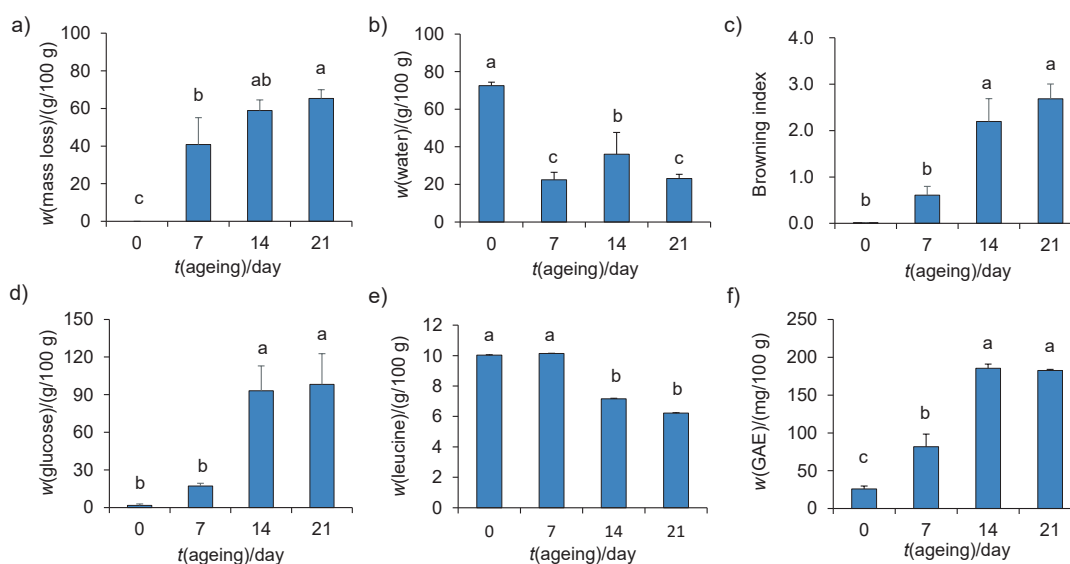 a)
w(mass loss)/(g/100 g)
100
80
60
40
20
0
c
b
ab
a
0 7 14 21
t(ageing)/day
b)
w(water)/(g/100 g)
100
80
60
40
20
0
a
c
b
c
0 7 14 21
t(ageing)/day
c)
Browning index
4.0
3.0
2.0
1.0
0.0
b
b
a
a
0 7 14 21
t(ageing)/day
d)
w(glucose)/(g/100 g)
150
120
90
60
30
0
b
b
a
a
0 7 14 21
t(ageing)/day
e)
w(leucine)/(g/100 g)
12
10
8
6
4
2
0
a
a
b
b
0 7 14 21
t(ageing)/day
f)
w(GAE)/(mg/100 g)
250
200
150
100
50
0
c
b
a
a
0 7 14 21
t(ageing)/day